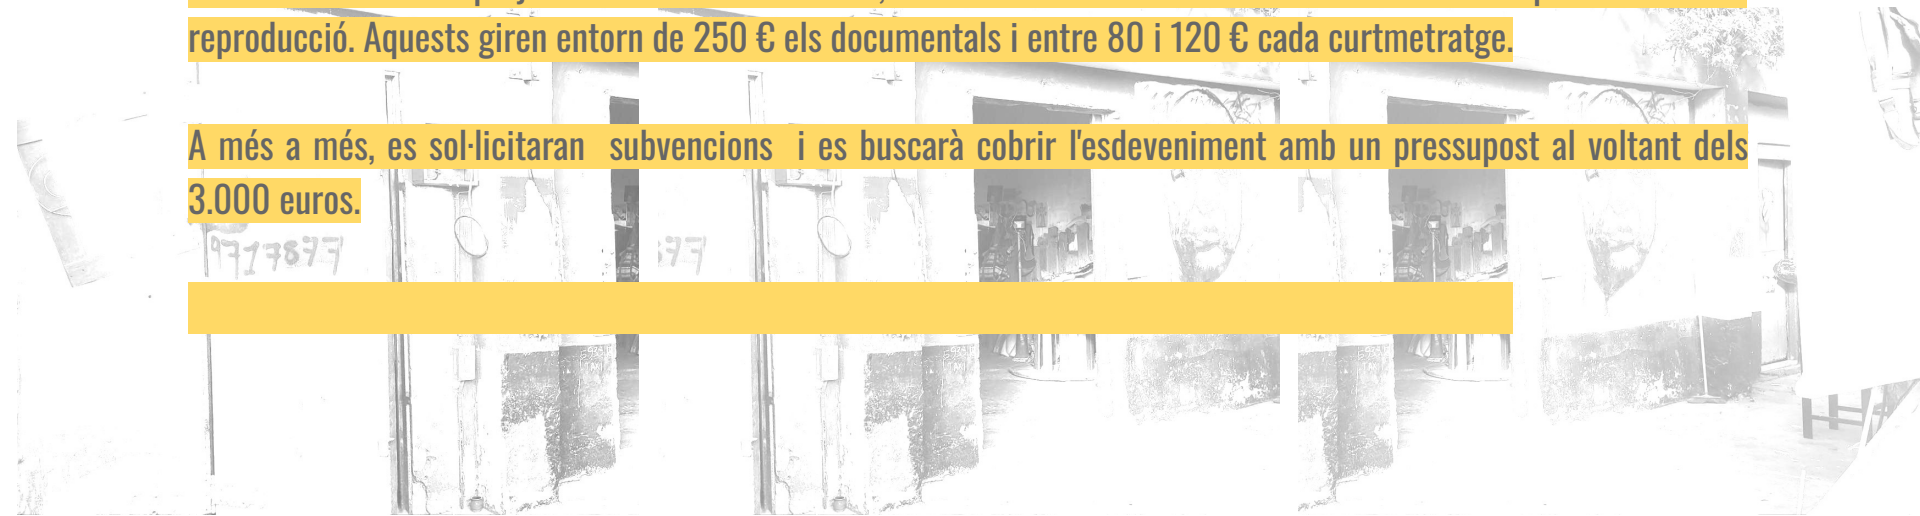 reproducció. Aquests giren entorn de 250 € els documentals i entre 80 i 120 € cada curtmetratge.
A més a més, es sol·licitaran subvencions i es buscarà cobrir l'esdeveniment amb un pressupost al voltant dels
3.000 euros.
9717877